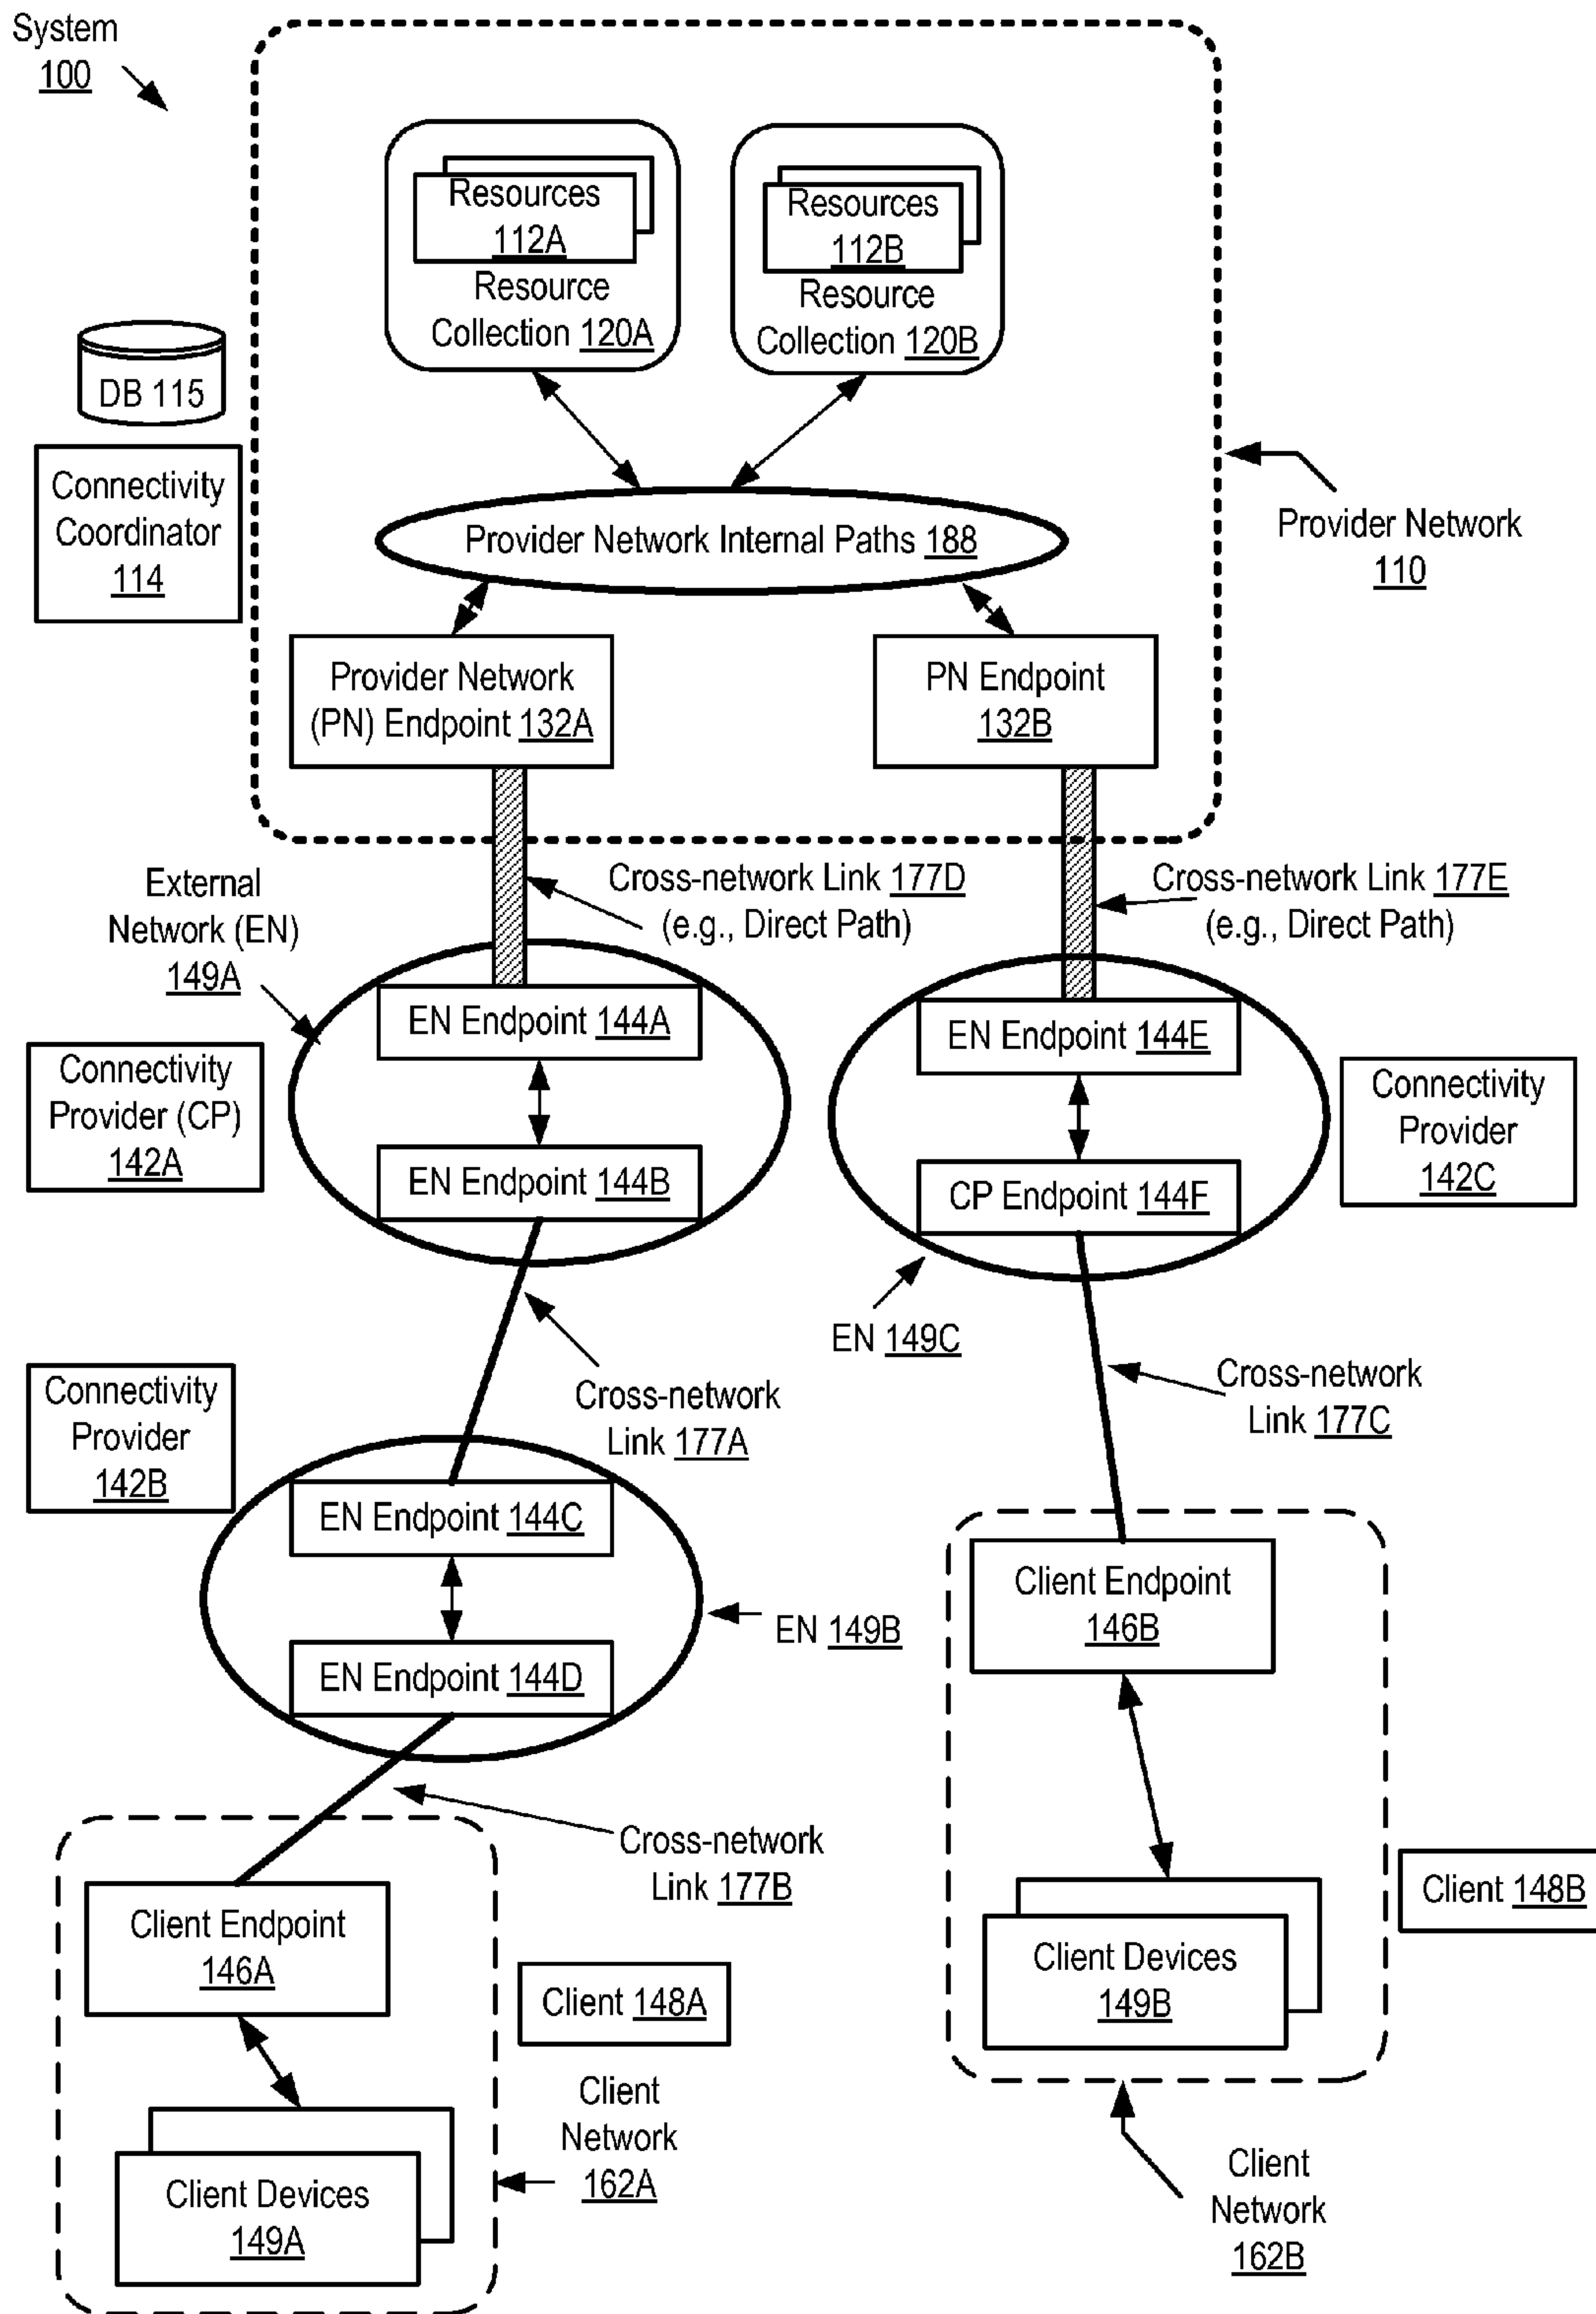 System
100
Resources
112A
Resource
Collection 120A
Resources
112B
Resource
Collection 120B
DB 115
Connectivity
Coordinator
114
Provider Network Internal Paths 188
Provider Network
110
Provider Network
(PN) Endpoint 132A
PN Endpoint
132B
External
Network (EN)
149A
Cross-network Link 177D
(e.g., Direct Path)
Cross-network Link 177E
(e.g., Direct Path)
EN Endpoint 144A
EN Endpoint 144B
Connectivity
Provider (CP)
142A
EN Endpoint 144E
CP Endpoint 144F
Connectivity
Provider
142C
EN 149C
Cross-network
Link 177A
Cross-network
Link 177C
Connectivity
Provider
142B
EN Endpoint 144C
EN Endpoint 144D
EN 149B
Client Endpoint
146B
Client Devices
149B
Client 148B
Cross-network
Link 177B
Client Endpoint
146A
Client 148A
Client Devices
149A
Client
Network
162A
Client
Network
162B